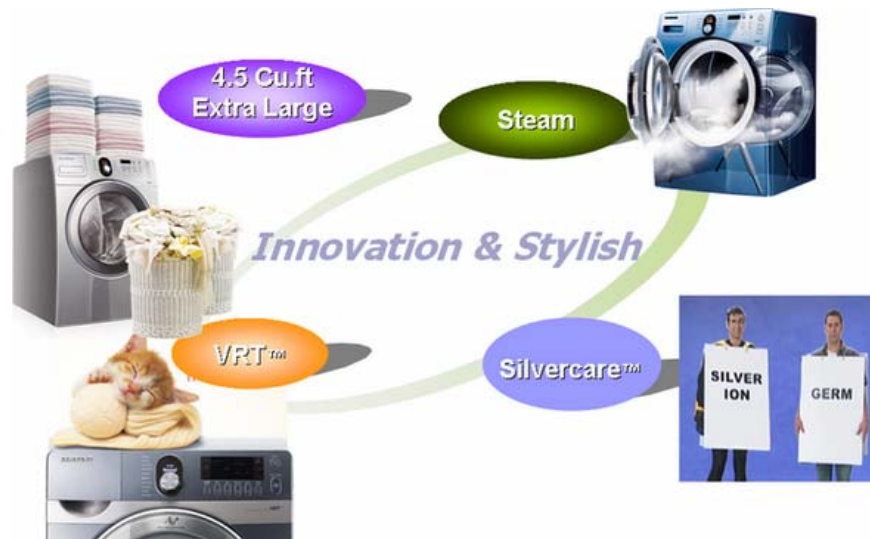 4.5 Cu.ft
Extra Large
Steam
Innovation & Stylish
VRT™
Silvercare™
SILVER
ION
GERM